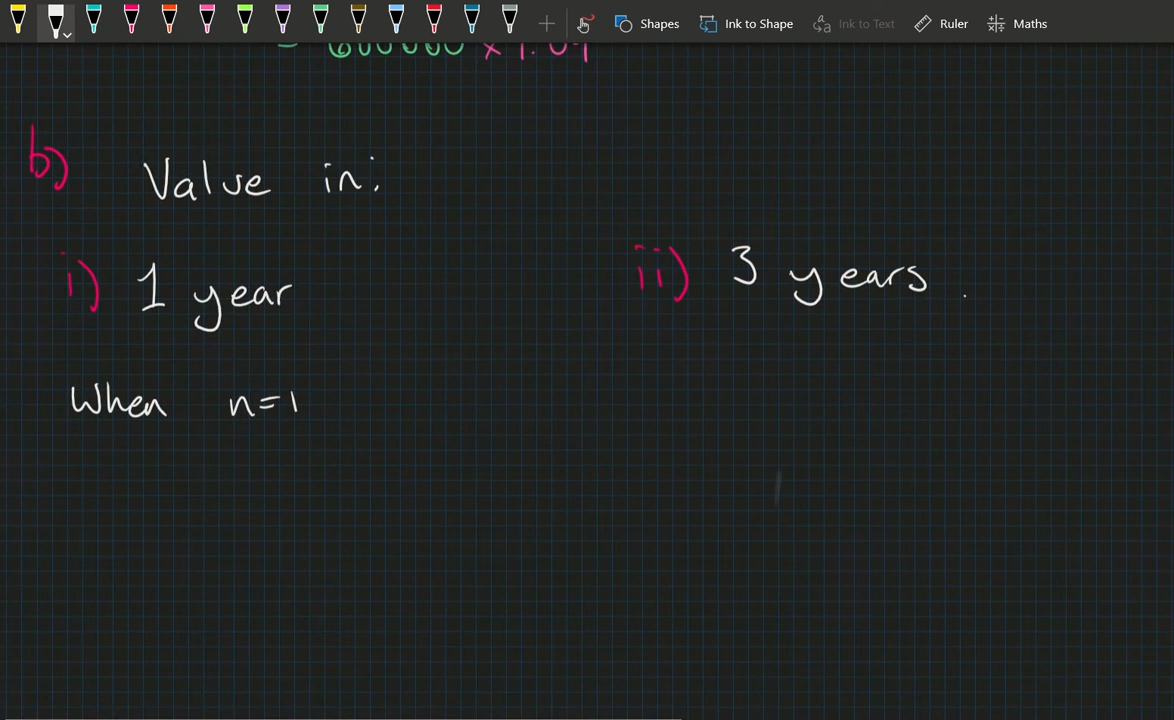 Shapes Ink to Shape Ink to Text Ruler Maths
b) Value in:
i) 1 year
ii) 3 years.
When n=1